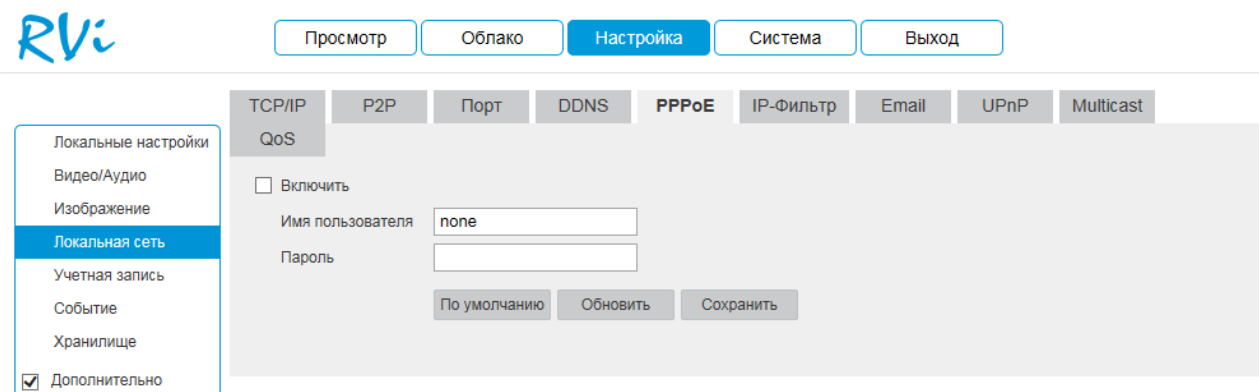 RVi
Просмотр Облако Настройка Система Выход
TCP/IP P2P Порт DDNS PPPoE IP-Фильтр Email UPnP Multicast
QoS
Локальные настройки
Видео/Аудио
Изображение
Локальная сеть
Учетная запись
Событие
Хранилище
Дополнительно
Включить
Имя пользователя none
Пароль
По умолчанию Обновить Сохранить